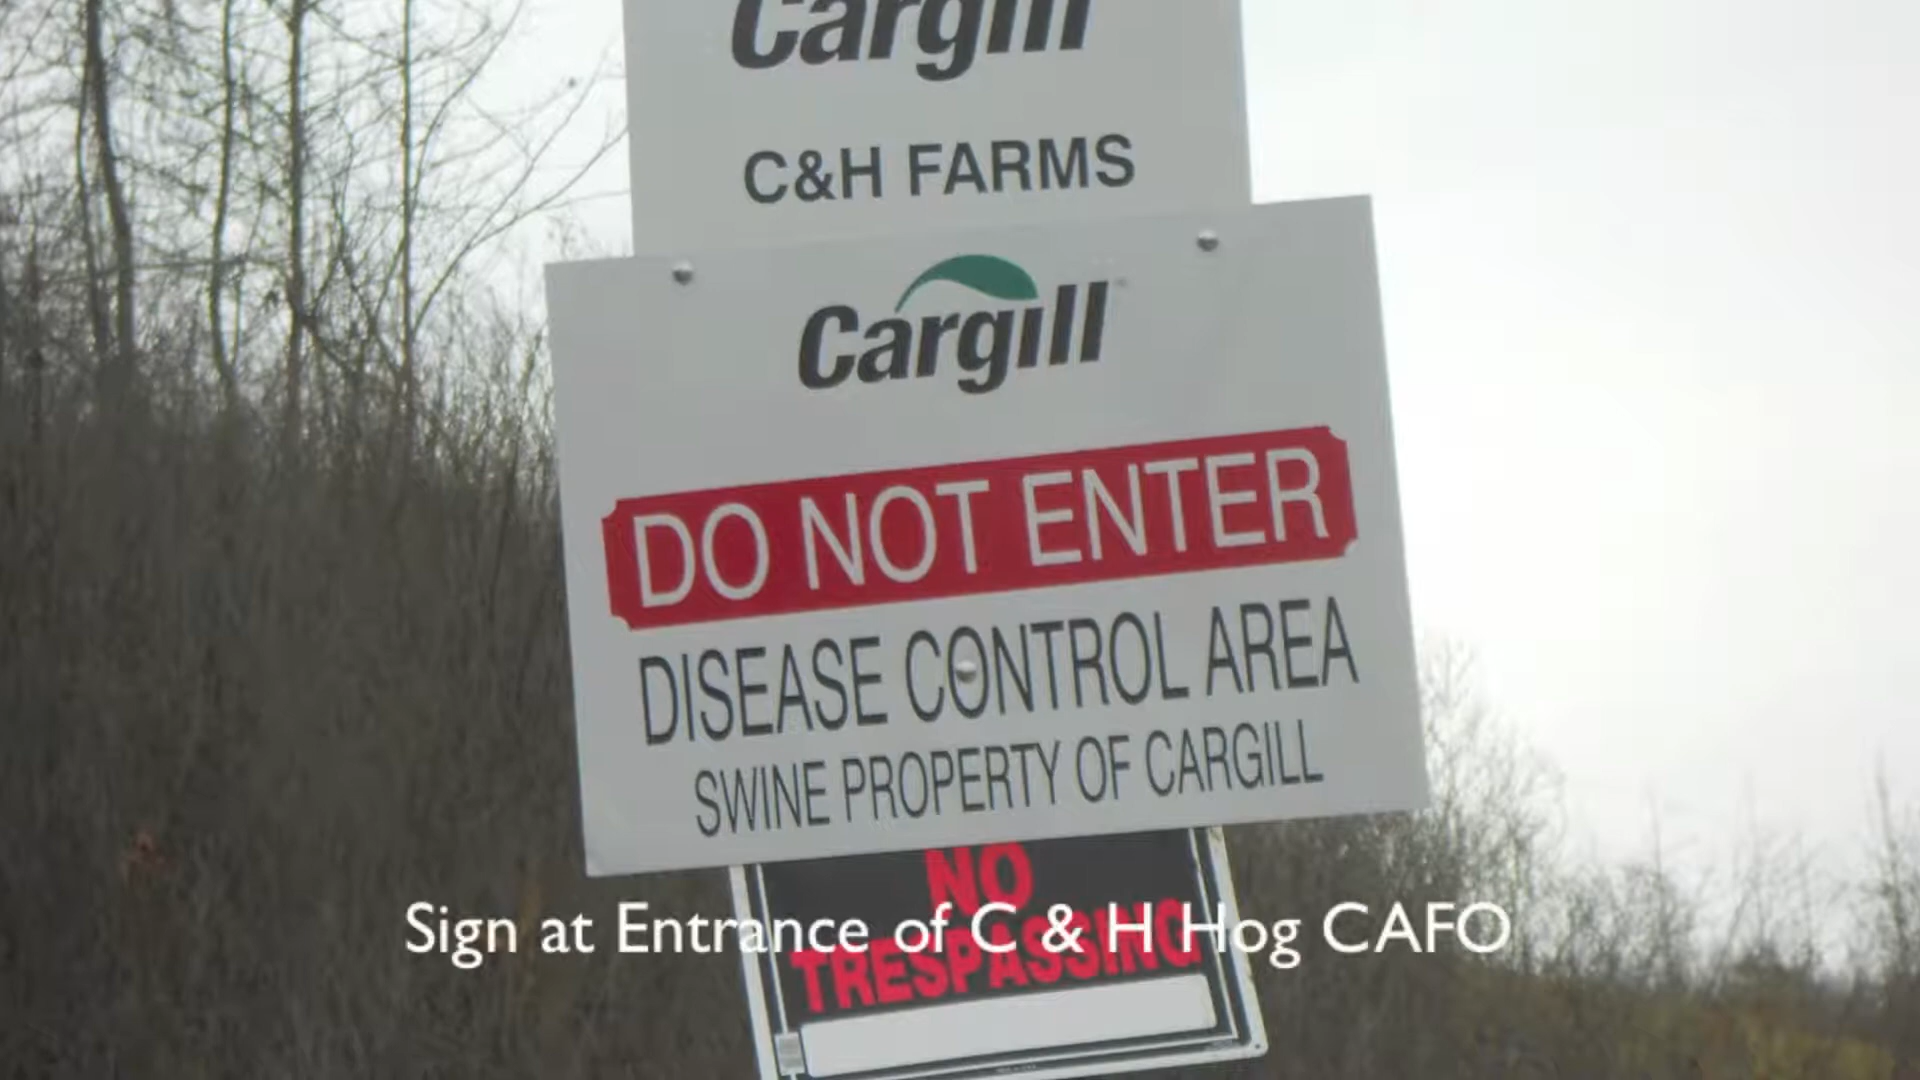 Cargill
C&H FARMS
Cargill
DO NOT ENTER
DISEASE CONTROL AREA
SWINE PROPERTY OF CARGILL
NO
TRESPASSING
Sign at Entrance of C & H Hog CAFO